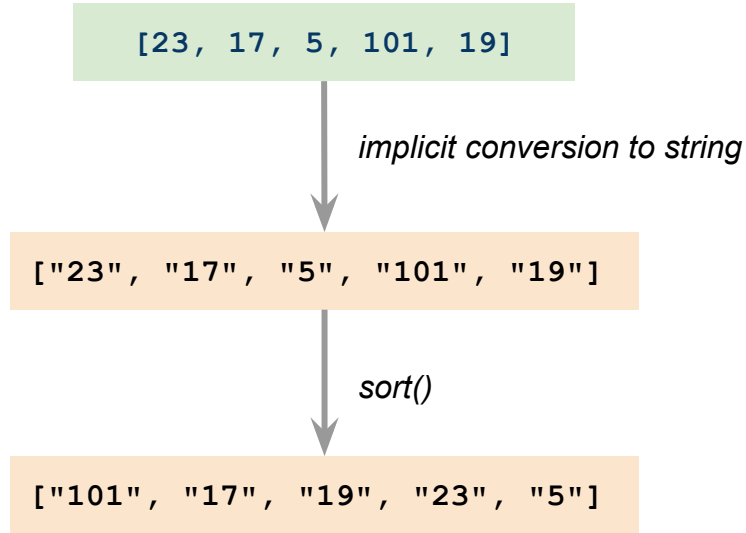 [23, 17, 5, 101, 19]
implicit conversion to string
["23", "17", "5", "101", "19"]
sort()
["101", "17", "19", "23", "5"]